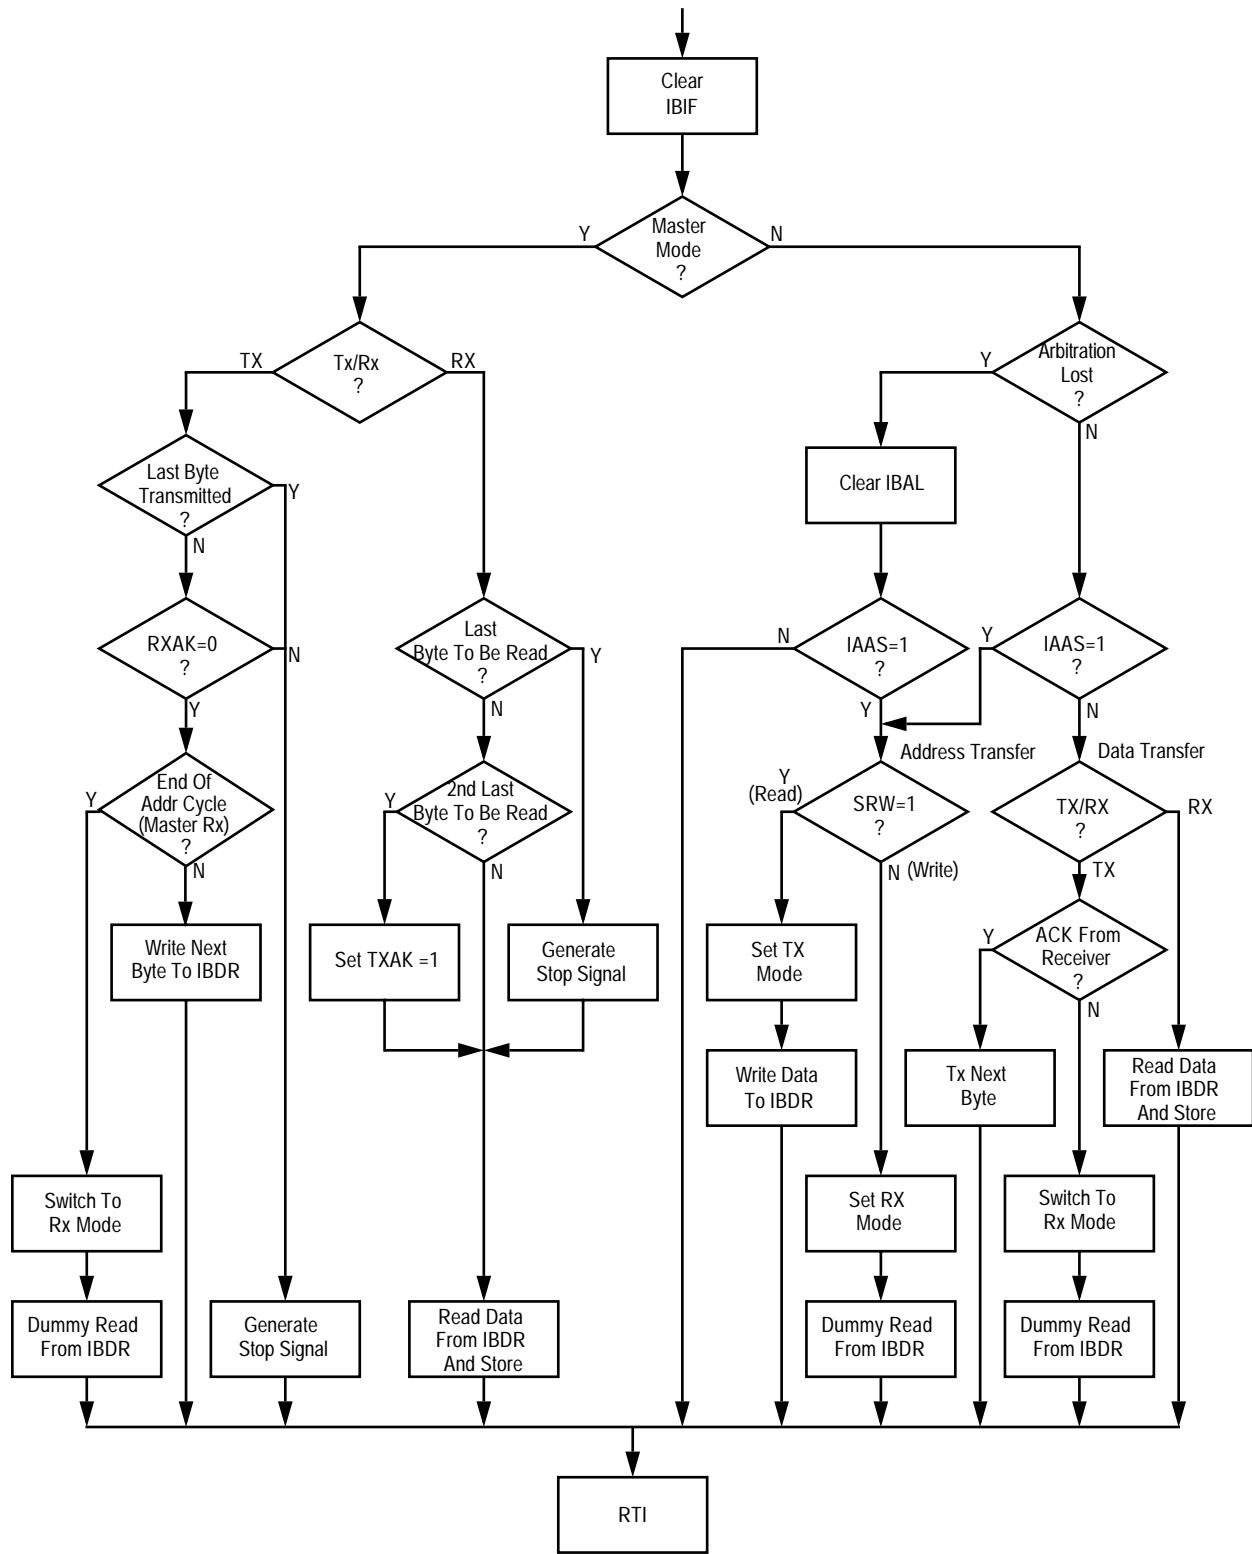 Clear
IBIF
Master
Mode
?
Y
N
Tx/Rx
?
TX
RX
Arbitration
Lost
?
Y
N
Last Byte
Transmitted
?
Y
N
Clear IBAL
RXAK=0
?
N
Y
Last
Byte To Be Read
?
Y
N
IAAS=1
?
N
Y
IAAS=1
?
Y
N
Address Transfer
Data Transfer
End Of
Addr Cycle
(Master Rx)
?
Y
N
2nd Last
Byte To Be Read
?
Y
N
Y
(Read)
SRW=1
?
N (Write)
TX/RX
?
RX
TX
Write Next
Byte To IBDR
Set TXAK =1
Generate
Stop Signal
Set TX
Mode
ACK From
Receiver
?
Y
N
Write Data
To IBDR
Tx Next
Byte
Read Data
From IBDR
And Store
Switch To
Rx Mode
Set RX
Mode
Switch To
Rx Mode
Dummy Read
From IBDR
Generate
Stop Signal
Read Data
From IBDR
And Store
Dummy Read
From IBDR
Dummy Read
From IBDR
RTI